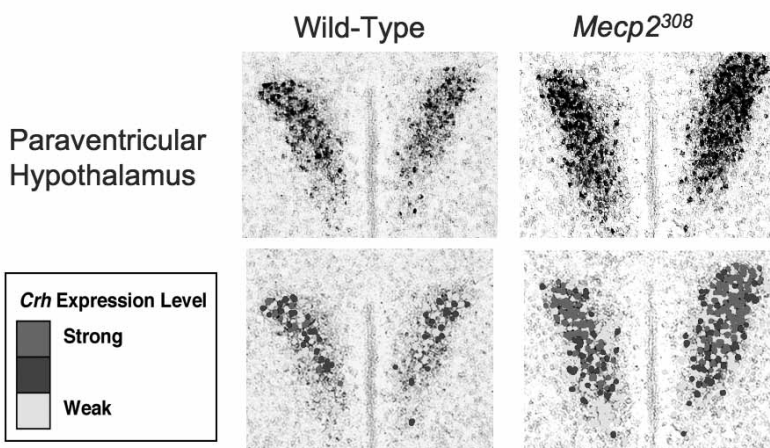 Wild-Type
Mecp2³⁰⁸
Paraventricular
Hypothalamus
Crh Expression Level
Strong
Weak